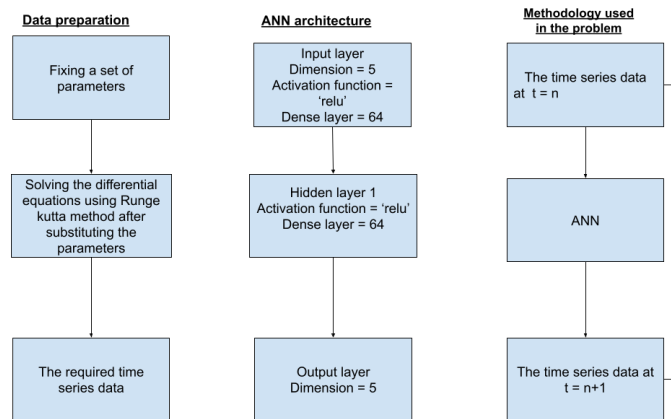 Data preparation
Fixing a set of
parameters
Solving the differential
equations using Runge
kutta method after
substituting the
parameters
The required time
series data
ANN architecture
Input layer
Dimension = 5
Activation function =
‘relu’
Dense layer = 64
Hidden layer 1
Activation function = ‘relu’
Dense layer = 64
Output layer
Dimension = 5
Methodology used
in the problem
The time series data
at t = n
ANN
The time series data at
t = n+1